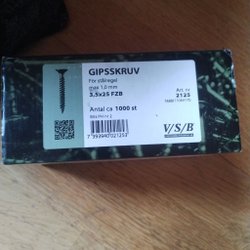 GIPSSKRUV
För stålregel
max 1.0 mm
3,5x25 FZB
Art. nr
2125
Antal ca 1000 st
V/S/B